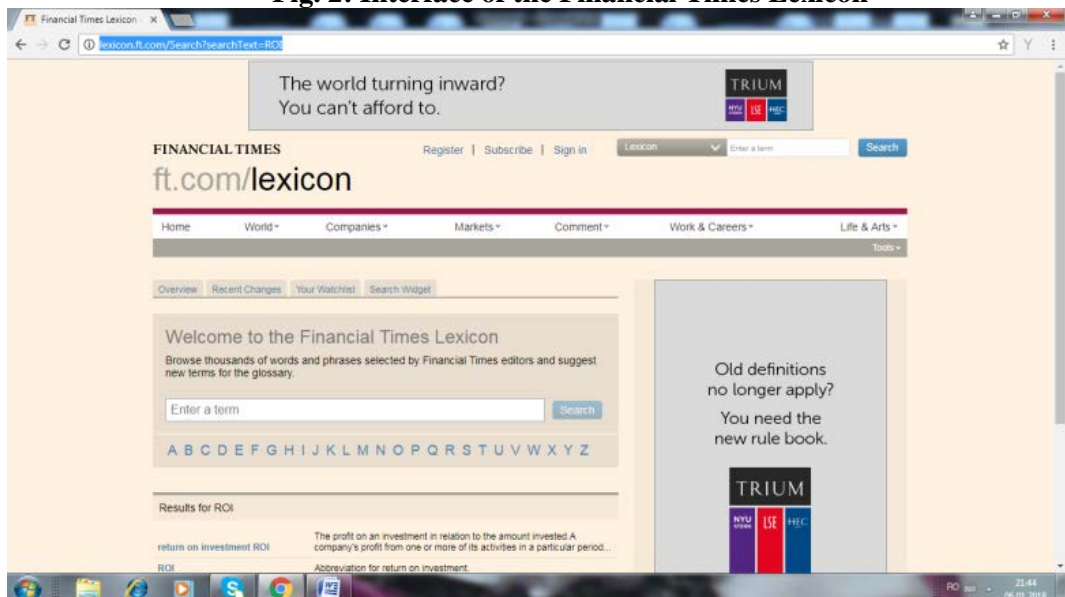 Fig. 2. Interface of the Financial Times Lexicon
Financial Times Lexicon
lexicon.ft.com/Search?searchText=ROI
The world turning inward?
You can't afford to.
TRIUM
NYU STERN LSE HEC
FINANCIAL TIMES
Register | Subscribe | Sign in
Lexicon
Enter a term
Search
ft.com/lexicon
Home World Companies Markets Comment Work & Careers Life & Arts
Tools
Overview Recent Changes Your Watchlist Search Widget
Welcome to the Financial Times Lexicon
Browse thousands of words and phrases selected by Financial Times editors and suggest
new terms for the glossary.
Enter a term
Search
A B C D E F G H I J K L M N O P Q R S T U V W X Y Z
Results for ROI
return on investment ROI
The profit on an investment in relation to the amount invested.A
company's profit from one or more of its activities in a particular period...
ROI
Abbreviation for return on investment.
Old definitions
no longer apply?
You need the
new rule book.
TRIUM
NYU STERN LSE HEC
RO
21:44
06.01.2018